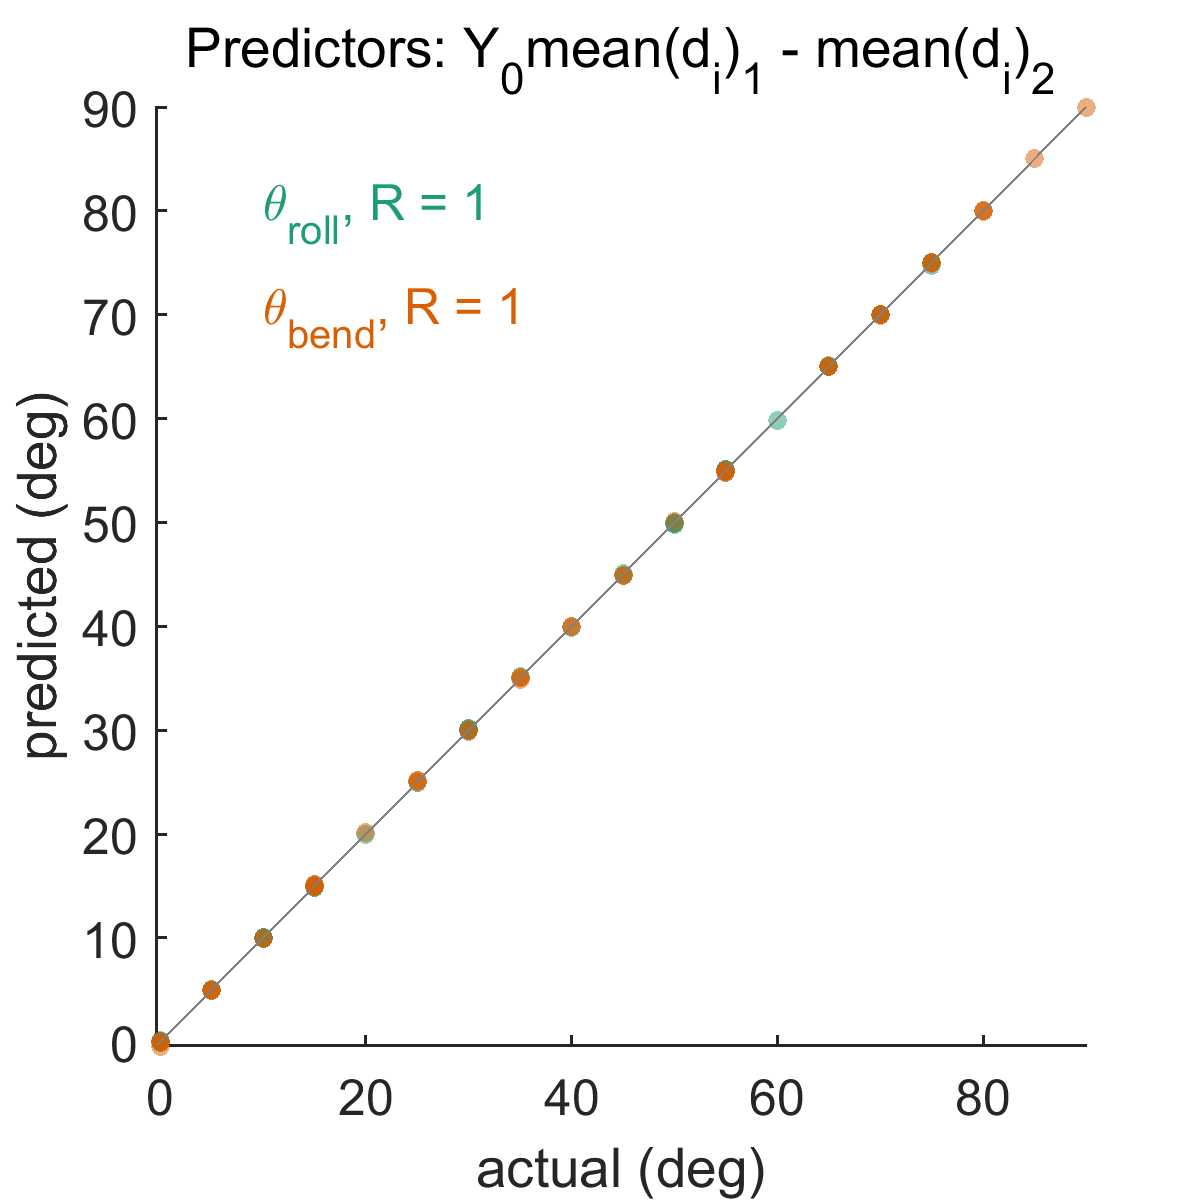 Predictors: Y₀mean(dᵢ)₁ - mean(dᵢ)₂
90
θroll, R = 1
80
θbend, R = 1
70
60
50
40
30
20
10
0
predicted (deg)
0 20 40 60 80
actual (deg)